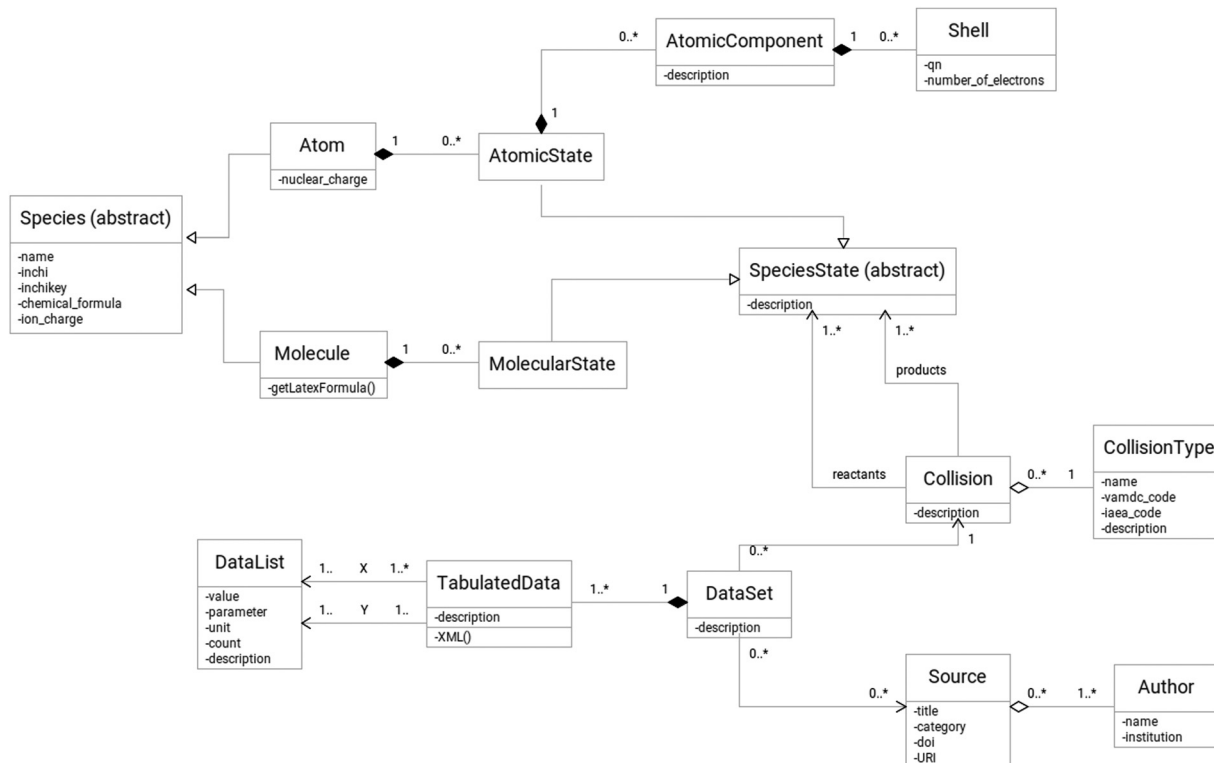 0..*
AtomicComponent
-description
1
0..*
Shell
-qn
-number_of_electrons
1
Atom
-nuclear_charge
1
0..*
AtomicState
Species (abstract)
-name
-inchi
-inchikey
-chemical_formula
-ion_charge
SpeciesState (abstract)
-description
1..*
1..*
Molecule
-getLatexFormula()
1
0..*
MolecularState
products
reactants
Collision
-description
0..*
1
CollisionType
-name
-vamdc_code
-iaea_code
-description
1
0..*
DataList
-value
-parameter
-unit
-count
-description
1..
X
1..*
1..
Y
1..
TabulatedData
-description
-XML()
1..*
1
DataSet
-description
0..*
0..*
Source
-title
-category
-doi
-URI
0..*
1..*
Author
-name
-institution